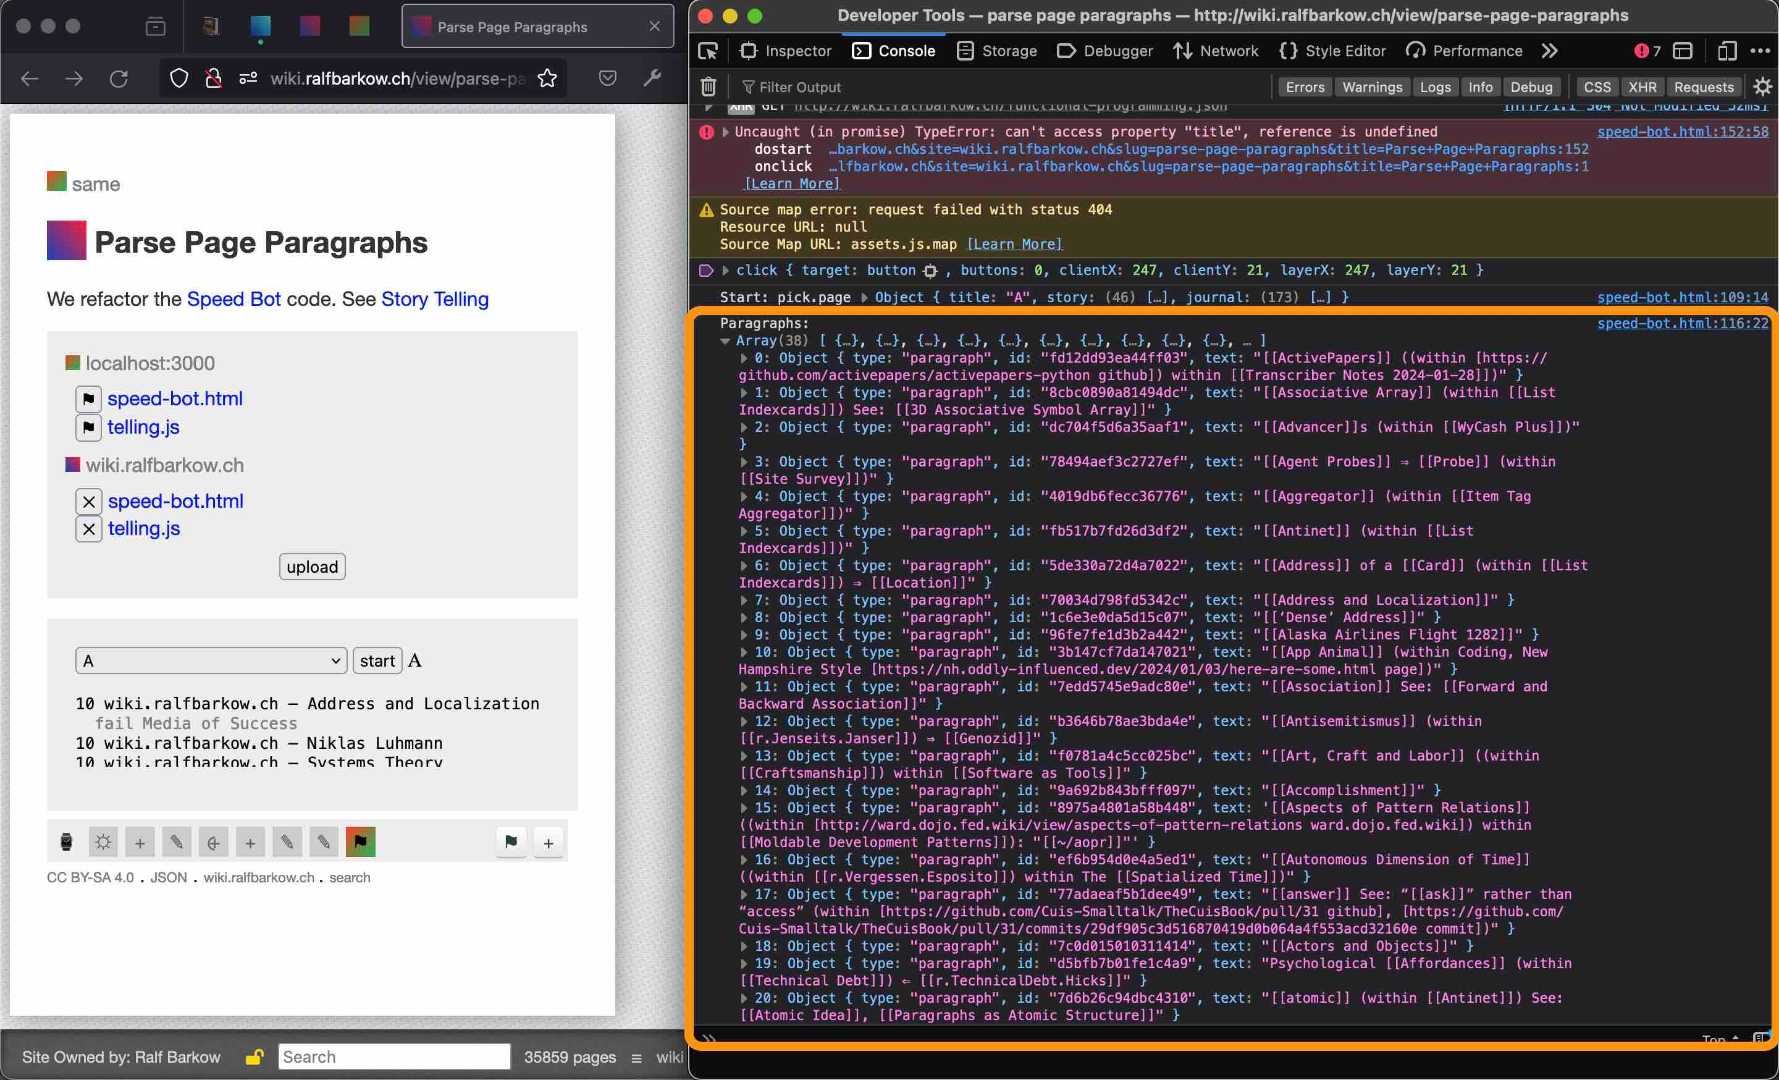 Parse Page Paragraphs
wiki.ralfbarkow.ch/view/parse-pa
same
Parse Page Paragraphs
We refactor the Speed Bot code. See Story Telling
localhost:3000
speed-bot.html
telling.js
wiki.ralfbarkow.ch
speed-bot.html
telling.js
upload
A start A
10 wiki.ralfbarkow.ch — Address and Localization
fail Media of Success
10 wiki.ralfbarkow.ch — Niklas Luhmann
10 wiki.ralfbarkow.ch — Systems Theory
CC BY-SA 4.0 . JSON . wiki.ralfbarkow.ch . search
Site Owned by: Ralf Barkow Search 35859 pages ≡ wiki
Developer Tools — parse page paragraphs — http://wiki.ralfbarkow.ch/view/parse-page-paragraphs
Inspector Console Storage Debugger Network Style Editor Performance 7
Filter Output Errors Warnings Logs Info Debug CSS XHR Requests
XHR GET http://wiki.ralfbarkow.ch/functional-programming.json [HTTP/1.1 304 Not Modified 52ms]
Uncaught (in promise) TypeError: can't access property "title", reference is undefined speed-bot.html:152:58
dostart …barkow.ch&site=wiki.ralfbarkow.ch&slug=parse-page-paragraphs&title=Parse+Page+Paragraphs:152
onclick …lfbarkow.ch&site=wiki.ralfbarkow.ch&slug=parse-page-paragraphs&title=Parse+Page+Paragraphs:1
[Learn More]
Source map error: request failed with status 404
Resource URL: null
Source Map URL: assets.js.map [Learn More]
click { target: button , buttons: 0, clientX: 247, clientY: 21, layerX: 247, layerY: 21 }
Start: pick.page Object { title: "A", story: (46) […], journal: (173) […] } speed-bot.html:109:14
Paragraphs: speed-bot.html:116:22
Array(38) [ {…}, {…}, {…}, {…}, {…}, {…}, {…}, {…}, {…}, {…}, … ]
0: Object { type: "paragraph", id: "fd12dd93ea44ff03", text: "[[ActivePapers]] ((within [https://
github.com/activepapers/activepapers-python github]) within [[Transcriber Notes 2024-01-28]])" }
1: Object { type: "paragraph", id: "8cbc0890a81494dc", text: "[[Associative Array]] (within [[List
Indexcards]]) See: [[3D Associative Symbol Array]]" }
2: Object { type: "paragraph", id: "dc704f5d6a35aaf1", text: "[[Advancer]]s (within [[WyCash Plus]])"
}
3: Object { type: "paragraph", id: "78494aef3c2727ef", text: "[[Agent Probes]] ⇒ [[Probe]] (within
[[Site Survey]])" }
4: Object { type: "paragraph", id: "4019db6fecc36776", text: "[[Aggregator]] (within [[Item Tag
Aggregator]])" }
5: Object { type: "paragraph", id: "fb517b7fd26d3df2", text: "[[Antinet]] (within [[List
Indexcards]])" }
6: Object { type: "paragraph", id: "5de330a72d4a7022", text: "[[Address]] of a [[Card]] (within [[List
Indexcards]]) ⇒ [[Location]]" }
7: Object { type: "paragraph", id: "70034d798fd5342c", text: "[[Address and Localization]]" }
8: Object { type: "paragraph", id: "1c6e3e0da5d15c07", text: "[[‘Dense’ Address]]" }
9: Object { type: "paragraph", id: "96fe7fe1d3b2a442", text: "[[Alaska Airlines Flight 1282]]" }
10: Object { type: "paragraph", id: "3b147cf7da147021", text: "[[App Animal]] (within Coding, New
Hampshire Style [https://nh.oddly-influenced.dev/2024/01/03/here-are-some.html page])" }
11: Object { type: "paragraph", id: "7edd5745e9adc80e", text: "[[Association]] See: [[Forward and
Backward Association]]" }
12: Object { type: "paragraph", id: "b3646b78ae3bda4e", text: "[[Antisemitismus]] (within
[[r.Jenseits.Janser]]) ⇒ [[Genozid]]" }
13: Object { type: "paragraph", id: "f0781a4c5cc025bc", text: "[[Art, Craft and Labor]] ((within
[[Craftsmanship]]) within [[Software as Tools]]" }
14: Object { type: "paragraph", id: "9a692b843bfff097", text: "[[Accomplishment]]" }
15: Object { type: "paragraph", id: "8975a4801a58b448", text: '[[Aspects of Pattern Relations]]
((within [http://ward.dojo.fed.wiki/view/aspects-of-pattern-relations ward.dojo.fed.wiki]) within
[[Moldable Development Patterns]]): "[[~/aopr]]"' }
16: Object { type: "paragraph", id: "ef6b954d0e4a5ed1", text: "[[Autonomous Dimension of Time]]
((within [[r.Vergessen.Esposito]]) within The [[Spatialized Time]])" }
17: Object { type: "paragraph", id: "77adaeaf5b1dee49", text: "[[answer]] See: “[[ask]]” rather than
“access” (within [https://github.com/Cuis-Smalltalk/TheCuisBook/pull/31 github], [https://github.com/
Cuis-Smalltalk/TheCuisBook/pull/31/commits/29df905c3d516870419d0b064a4f553acd32160e commit])" }
18: Object { type: "paragraph", id: "7c0d015010311414", text: "[[Actors and Objects]]" }
19: Object { type: "paragraph", id: "d5bfb7b01fe1c4a9", text: "Psychological [[Affordances]] (within
[[Technical Debt]]) ⇐ [[r.TechnicalDebt.Hicks]]" }
20: Object { type: "paragraph", id: "7d6b26c94dbc4310", text: "[[atomic]] (within [[Antinet]]) See:
[[Atomic Idea]], [[Paragraphs as Atomic Structure]]" }
Top